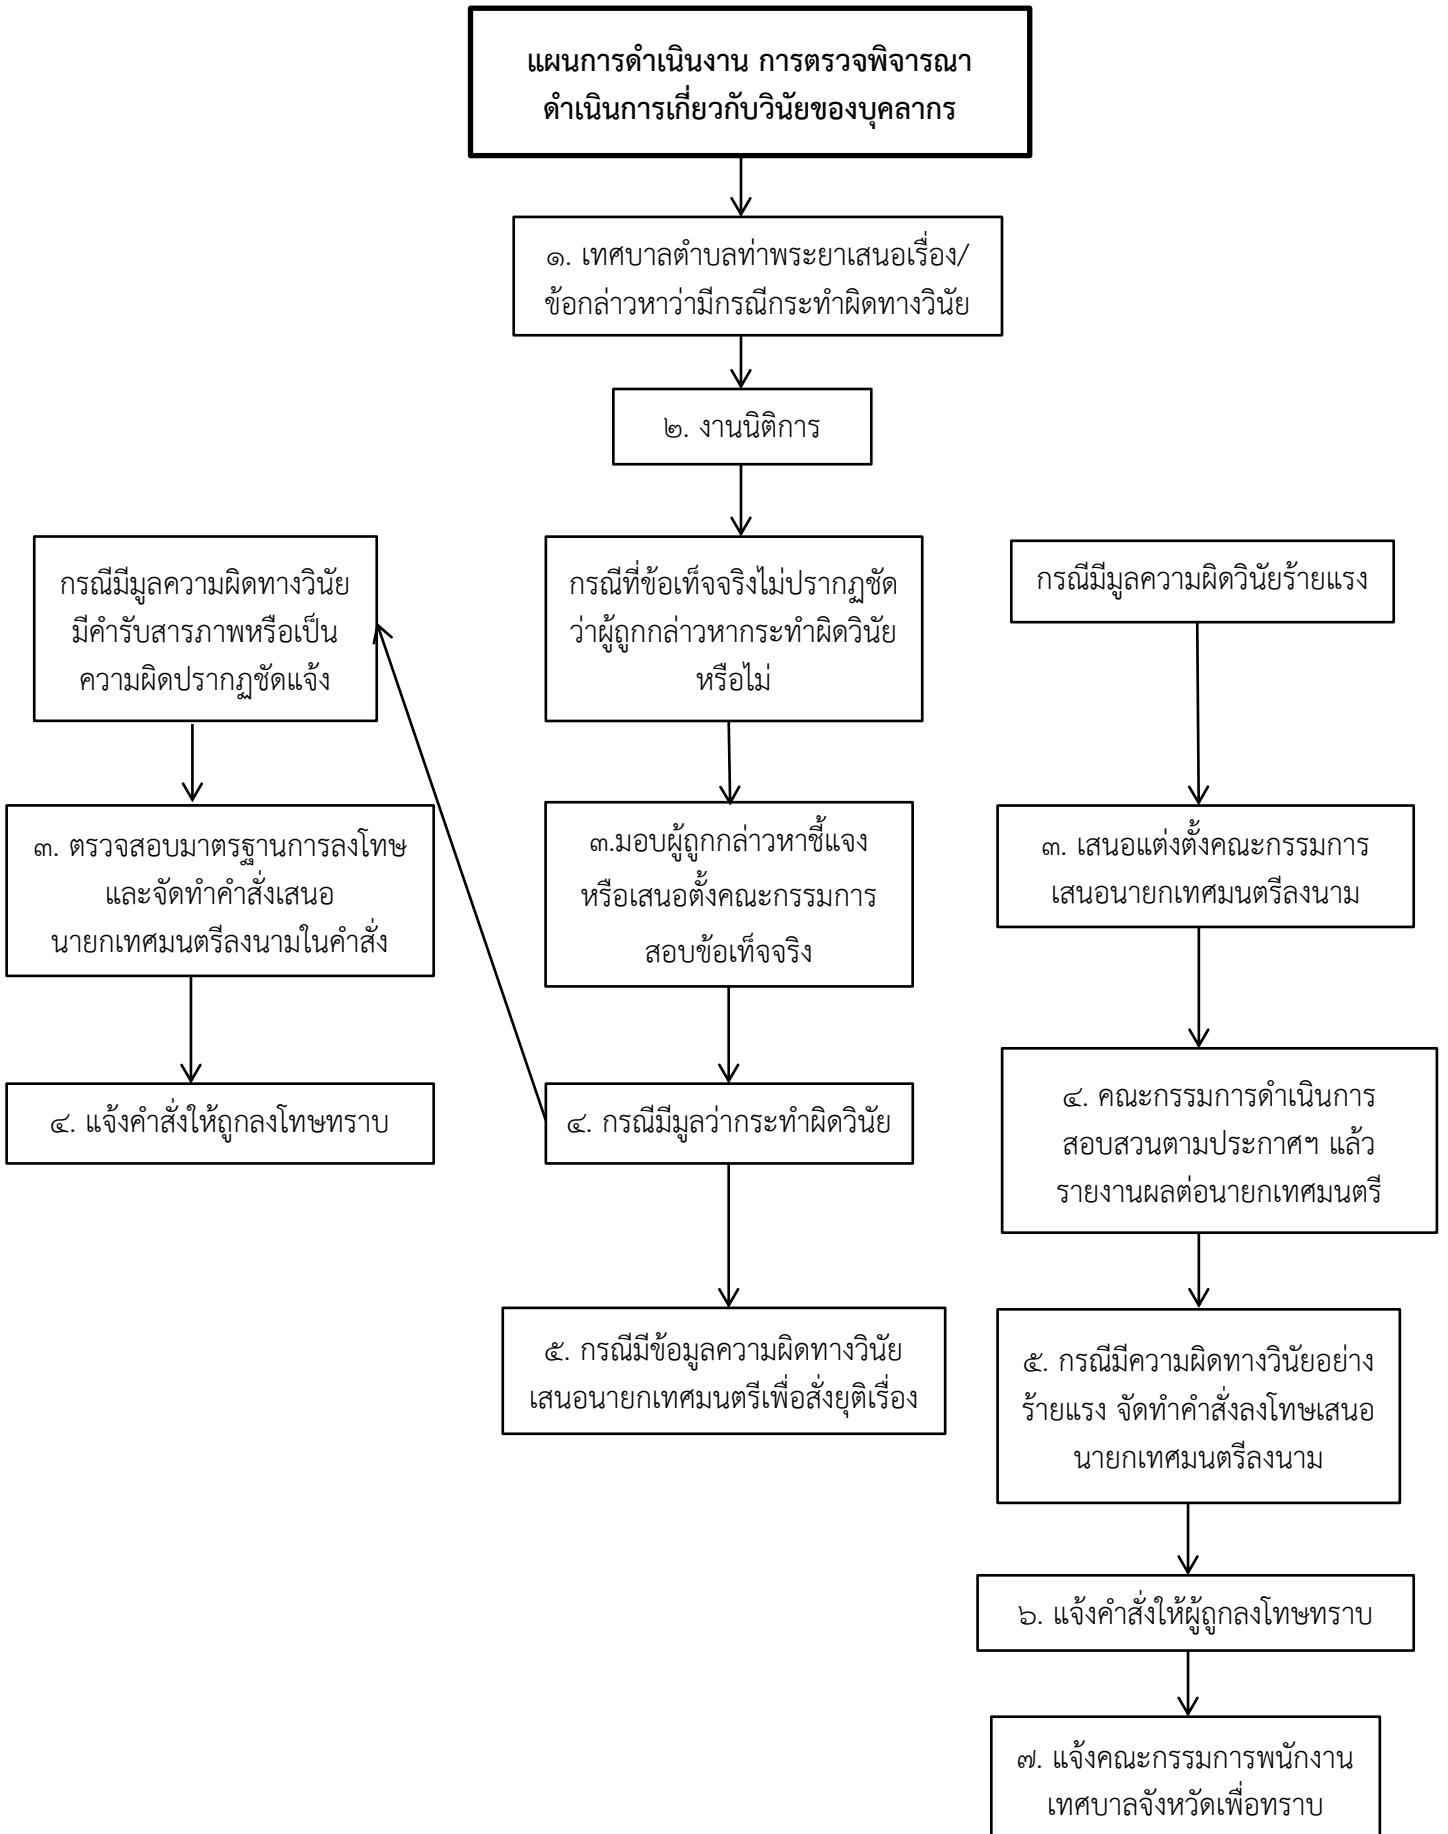 แผนการดำเนินงาน การตรวจพิจารณา
ดำเนินการเกี่ยวกับวินัยของบุคลากร
๑. เทศบาลตำบลท่าพระยาเสนอเรื่อง/
ข้อกล่าวหาว่ามีกรณีกระทำผิดทางวินัย
๒. งานนิติการ
กรณีมีมูลความผิดทางวินัย
มีคำรับสารภาพหรือเป็น
ความผิดปรากฏชัดแจ้ง
๓. ตรวจสอบมาตรฐานการลงโทษ
และจัดทำคำสั่งเสนอ
นายกเทศมนตรีลงนามในคำสั่ง
๔. แจ้งคำสั่งให้ถูกลงโทษทราบ
กรณีที่ข้อเท็จจริงไม่ปรากฏชัด
ว่าผู้ถูกกล่าวหากระทำผิดวินัย
หรือไม่
๓.มอบผู้ถูกกล่าวหาชี้แจง
หรือเสนอตั้งคณะกรรมการ
สอบข้อเท็จจริง
๔. กรณีมีมูลว่ากระทำผิดวินัย
๕. กรณีมีข้อมูลความผิดทางวินัย
เสนอนายกเทศมนตรีเพื่อสั่งยุติเรื่อง
กรณีมีมูลความผิดวินัยร้ายแรง
๓. เสนอแต่งตั้งคณะกรรมการ
เสนอนายกเทศมนตรีลงนาม
๔. คณะกรรมการดำเนินการ
สอบสวนตามประกาศฯ แล้ว
รายงานผลต่อนายกเทศมนตรี
๕. กรณีมีความผิดทางวินัยอย่าง
ร้ายแรง จัดทำคำสั่งลงโทษเสนอ
นายกเทศมนตรีลงนาม
๖. แจ้งคำสั่งให้ผู้ถูกลงโทษทราบ
๗. แจ้งคณะกรรมการพนักงาน
เทศบาลจังหวัดเพื่อทราบ